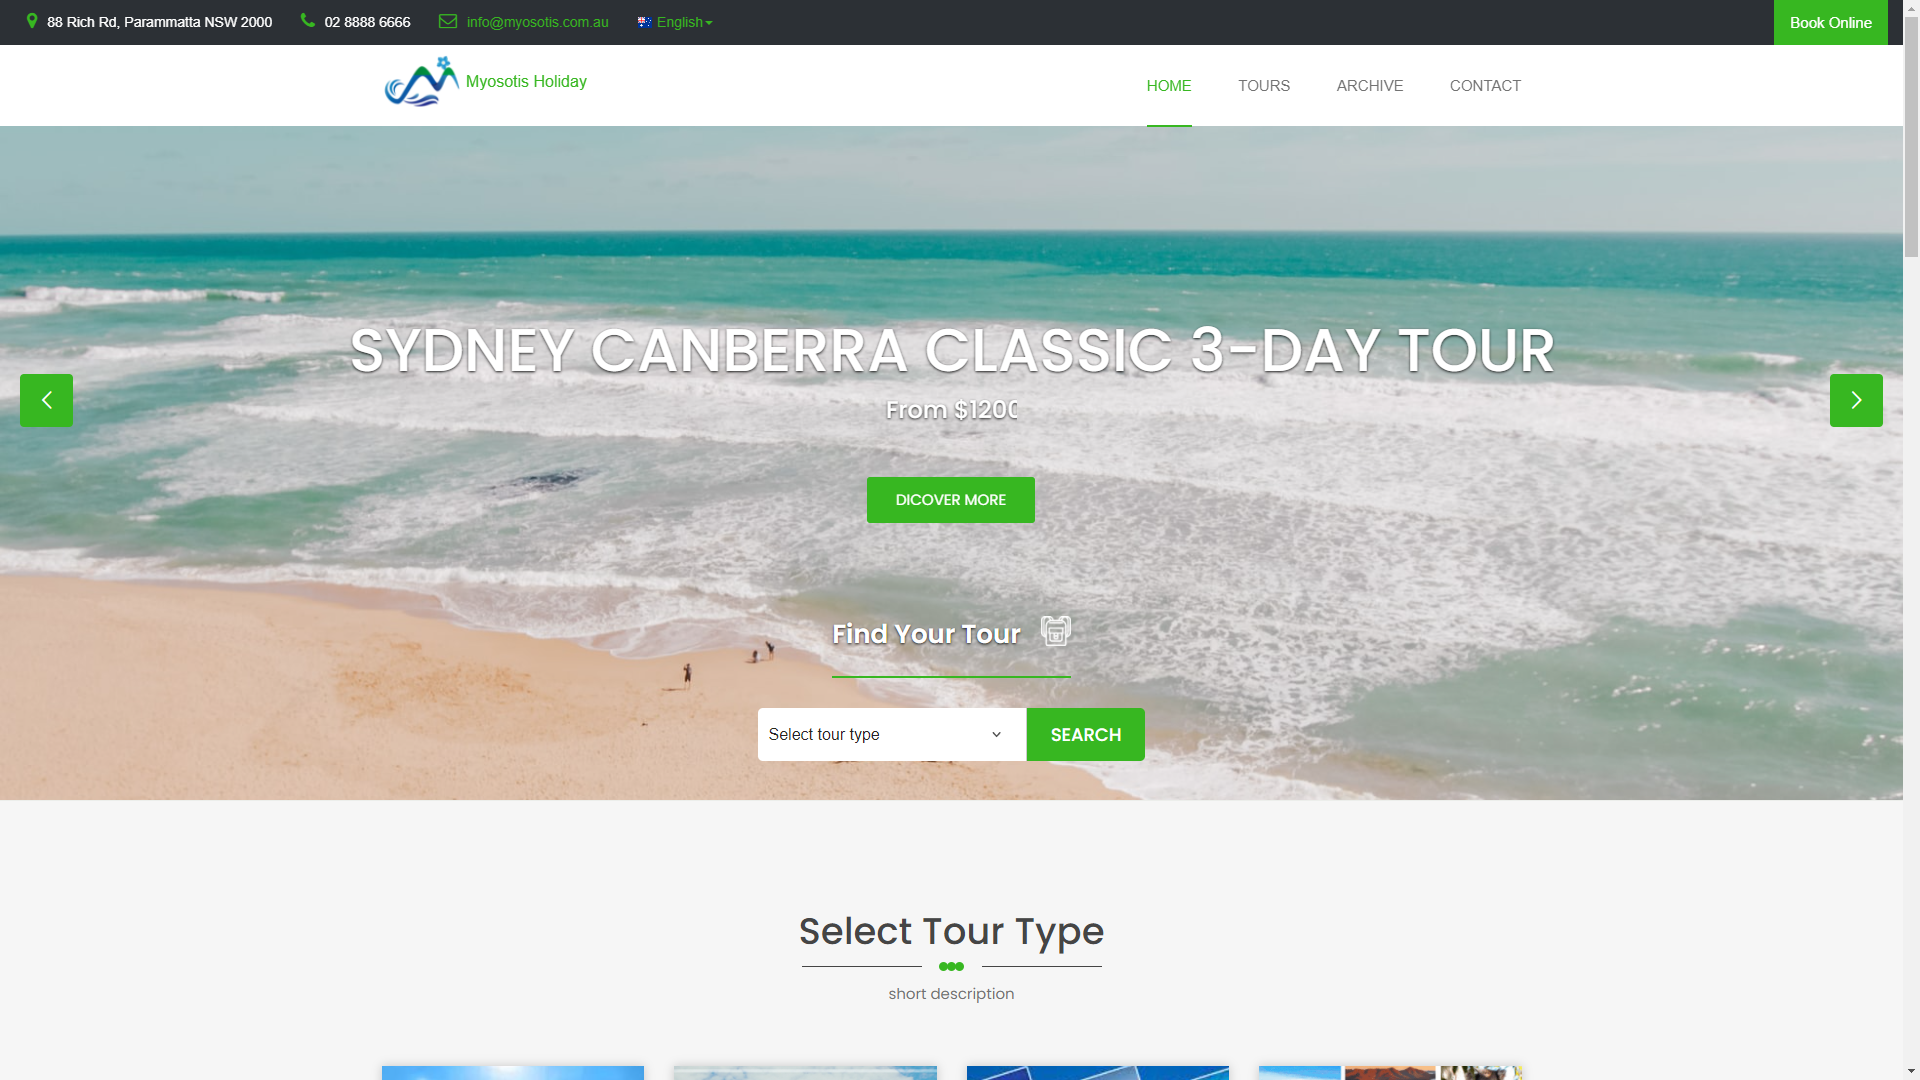 88 Rich Rd, Parammatta NSW 2000 02 8888 6666 info@myosotis.com.au English Book Online
Myosotis Holiday HOME TOURS ARCHIVE CONTACT
SYDNEY CANBERRA CLASSIC 3-DAY TOUR
From $1200
DICOVER MORE
Find Your Tour
Select tour type SEARCH
Select Tour Type
short description